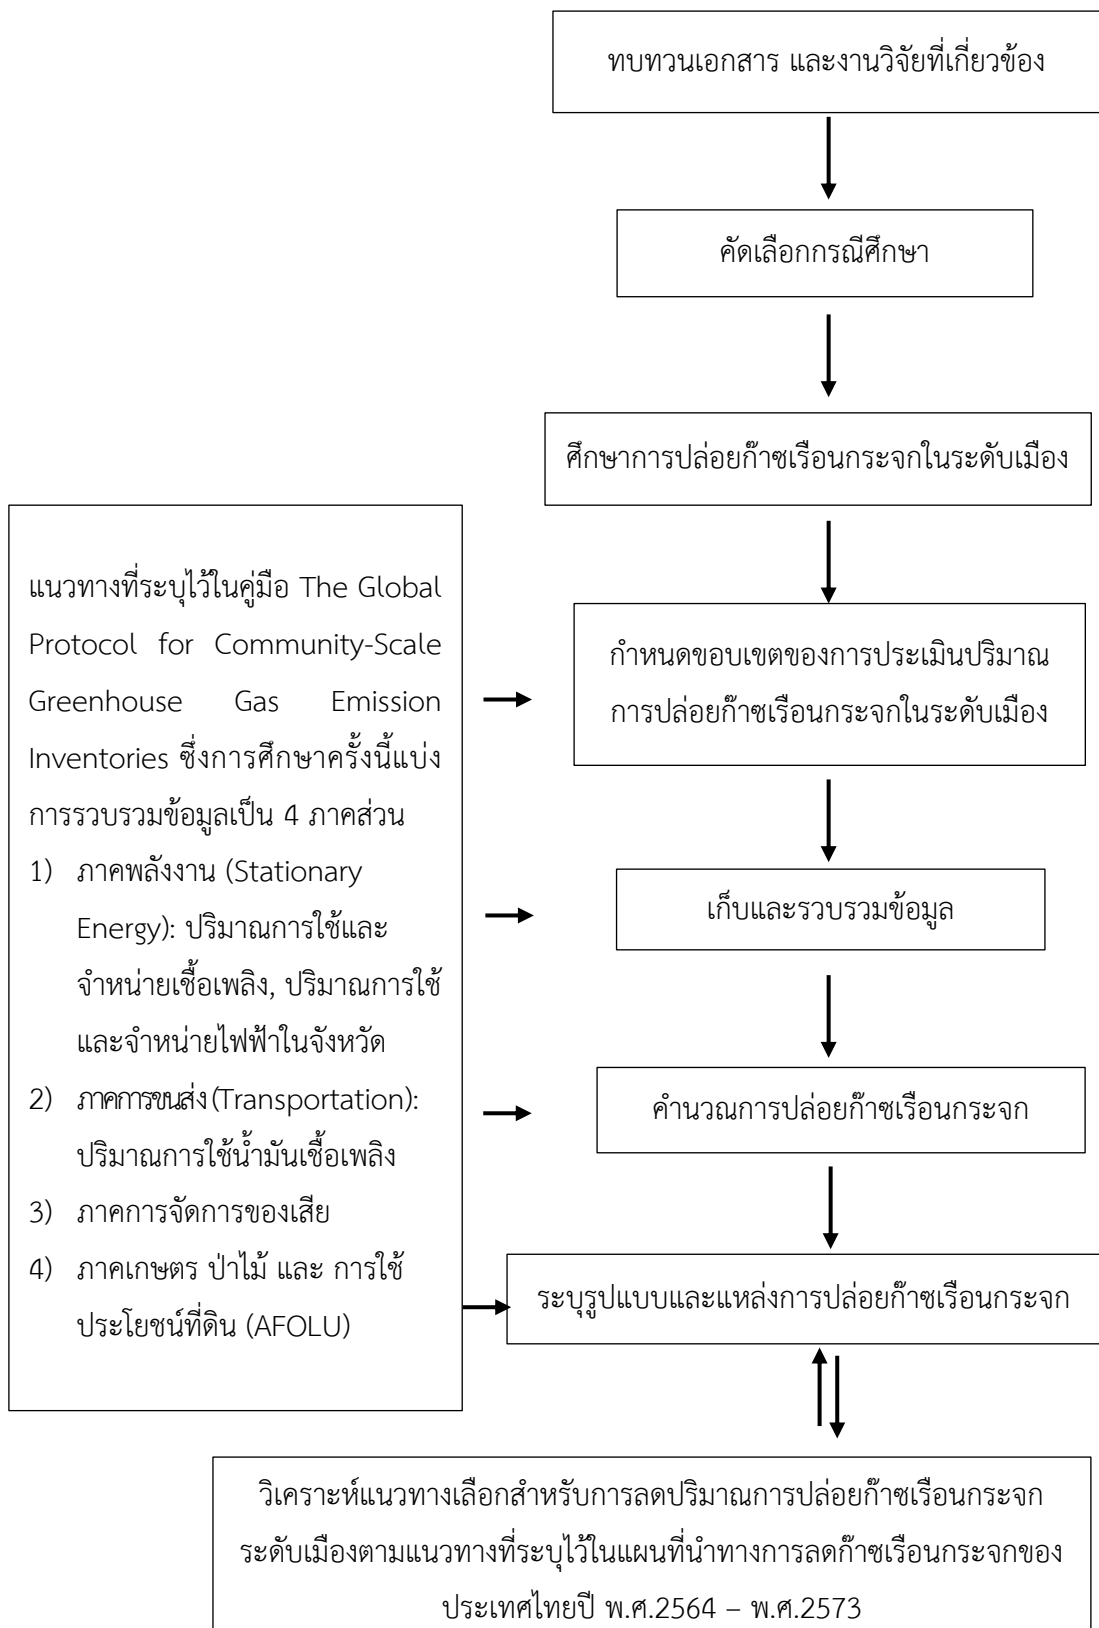 ทบทวนเอกสาร และงานวิจัยที่เกี่ยวข้อง
คัดเลือกกรณีศึกษา
ศึกษาการปล่อยก๊าซเรือนกระจกในระดับเมือง
แนวทางที่ระบุไว้ในคู่มือ The Global
Protocol for Community-Scale
Greenhouse Gas Emission
Inventories ซึ่งการศึกษาครั้งนี้แบ่ง
การรวบรวมข้อมูลเป็น 4 ภาคส่วน
1) ภาคพลังงาน (Stationary
Energy): ปริมาณการใช้และ
จำหน่ายเชื้อเพลิง, ปริมาณการใช้
และจำหน่ายไฟฟ้าในจังหวัด
2) ภาคการขนส่ง (Transportation):
ปริมาณการใช้น้ำมันเชื้อเพลิง
3) ภาคการจัดการของเสีย
4) ภาคเกษตร ป่าไม้ และ การใช้
ประโยชน์ที่ดิน (AFOLU)
กำหนดขอบเขตของการประเมินปริมาณ
การปล่อยก๊าซเรือนกระจกในระดับเมือง
เก็บและรวบรวมข้อมูล
คำนวณการปล่อยก๊าซเรือนกระจก
ระบุรูปแบบและแหล่งการปล่อยก๊าซเรือนกระจก
วิเคราะห์แนวทางเลือกสำหรับการลดปริมาณการปล่อยก๊าซเรือนกระจก
ระดับเมืองตามแนวทางที่ระบุไว้ในแผนที่นำทางการลดก๊าซเรือนกระจกของ
ประเทศไทยปี พ.ศ.2564 – พ.ศ.2573